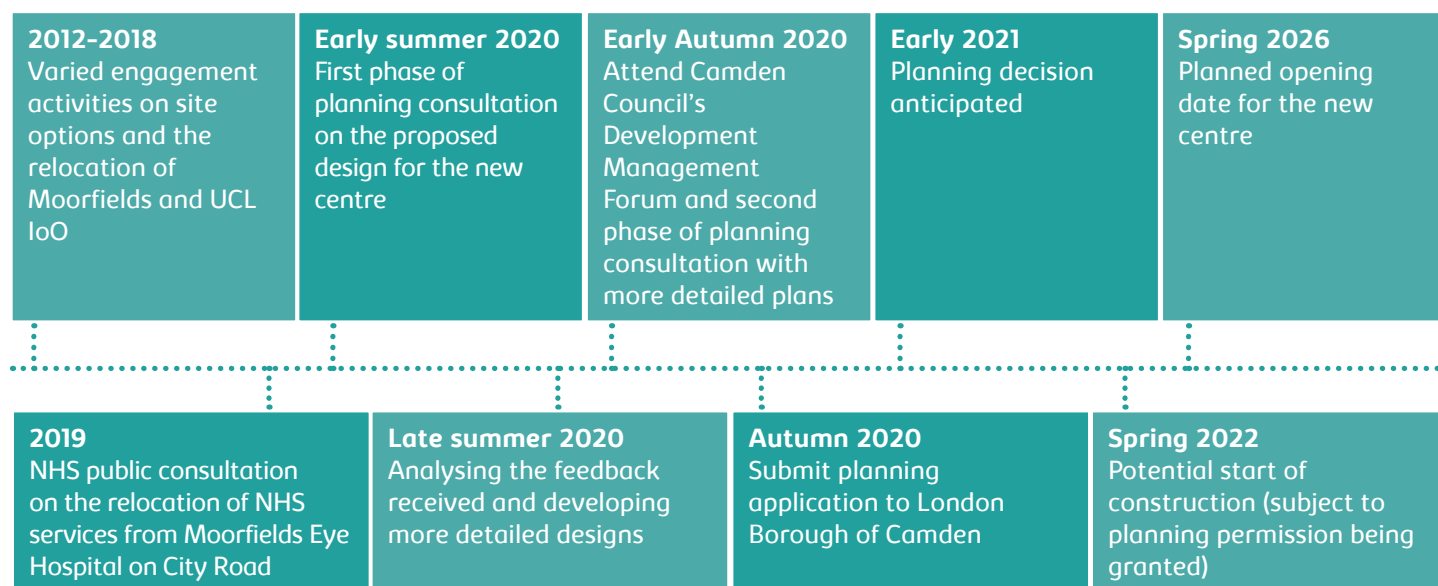 2012-2018
Varied engagement
activities on site
options and the
relocation of
Moorfields and UCL
IoO
Early summer 2020
First phase of
planning consultation
on the proposed
design for the new
centre
Early Autumn 2020
Attend Camden
Council’s
Development
Management
Forum and second
phase of planning
consultation with
more detailed plans
Early 2021
Planning decision
anticipated
Spring 2026
Planned opening
date for the new
centre
2019
NHS public consultation
on the relocation of NHS
services from Moorfields Eye
Hospital on City Road
Late summer 2020
Analysing the feedback
received and developing
more detailed designs
Autumn 2020
Submit planning
application to London
Borough of Camden
Spring 2022
Potential start of
construction (subject to
planning permission being
granted)